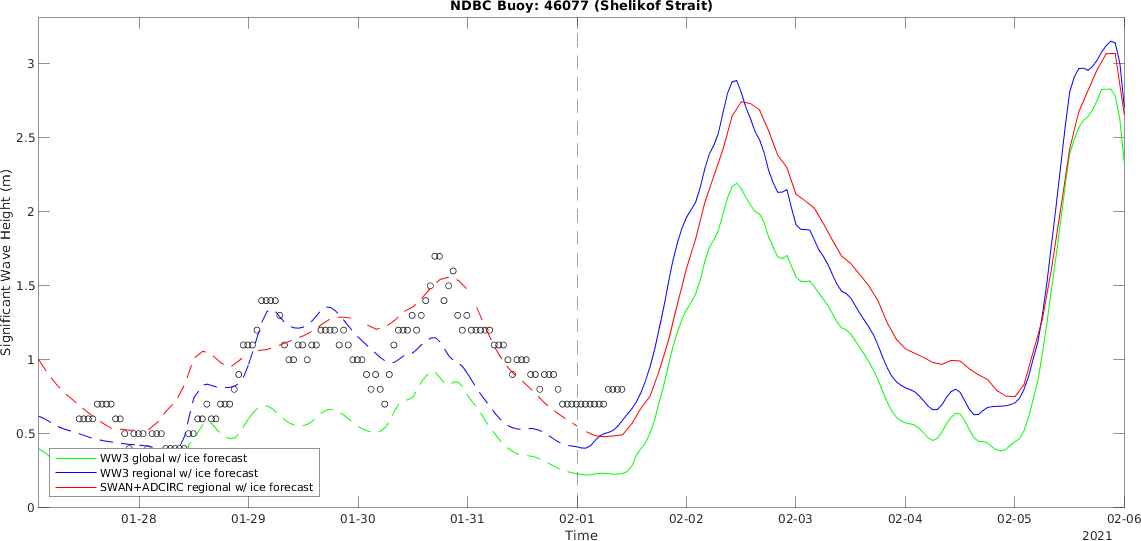 NDBC Buoy: 46077 (Shelikof Strait)
Significant Wave Height (m)
3
2.5
2
1.5
1
0.5
0
WW3 global w/ ice forecast
WW3 regional w/ ice forecast
SWAN+ADCIRC regional w/ ice forecast
01-28 01-29 01-30 01-31 02-01 02-02 02-03 02-04 02-05 02-06
Time
2021